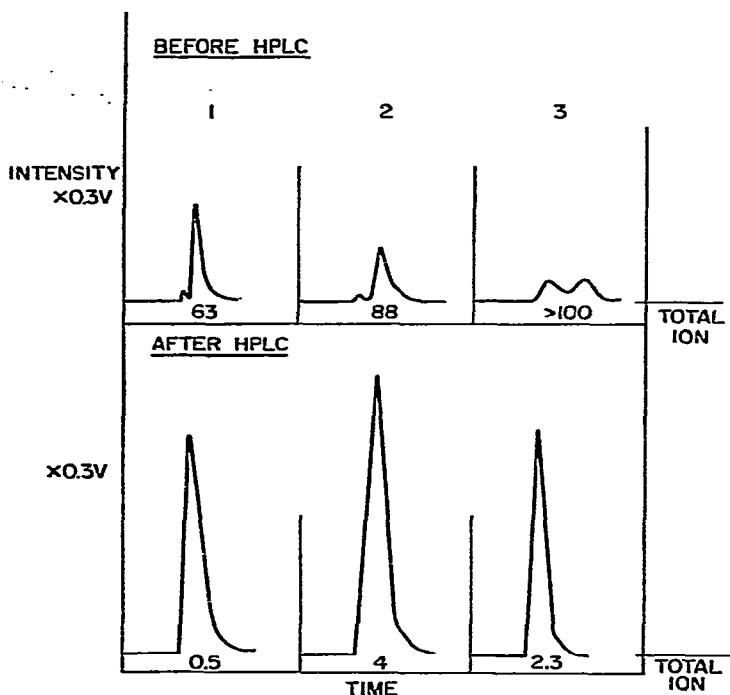 BEFORE HPLC
1 2 3
INTENSITY
×0.3V
63 88 >100
TOTAL
ION
AFTER HPLC
×0.3V
0.5 4 2.3
TOTAL
ION
TIME